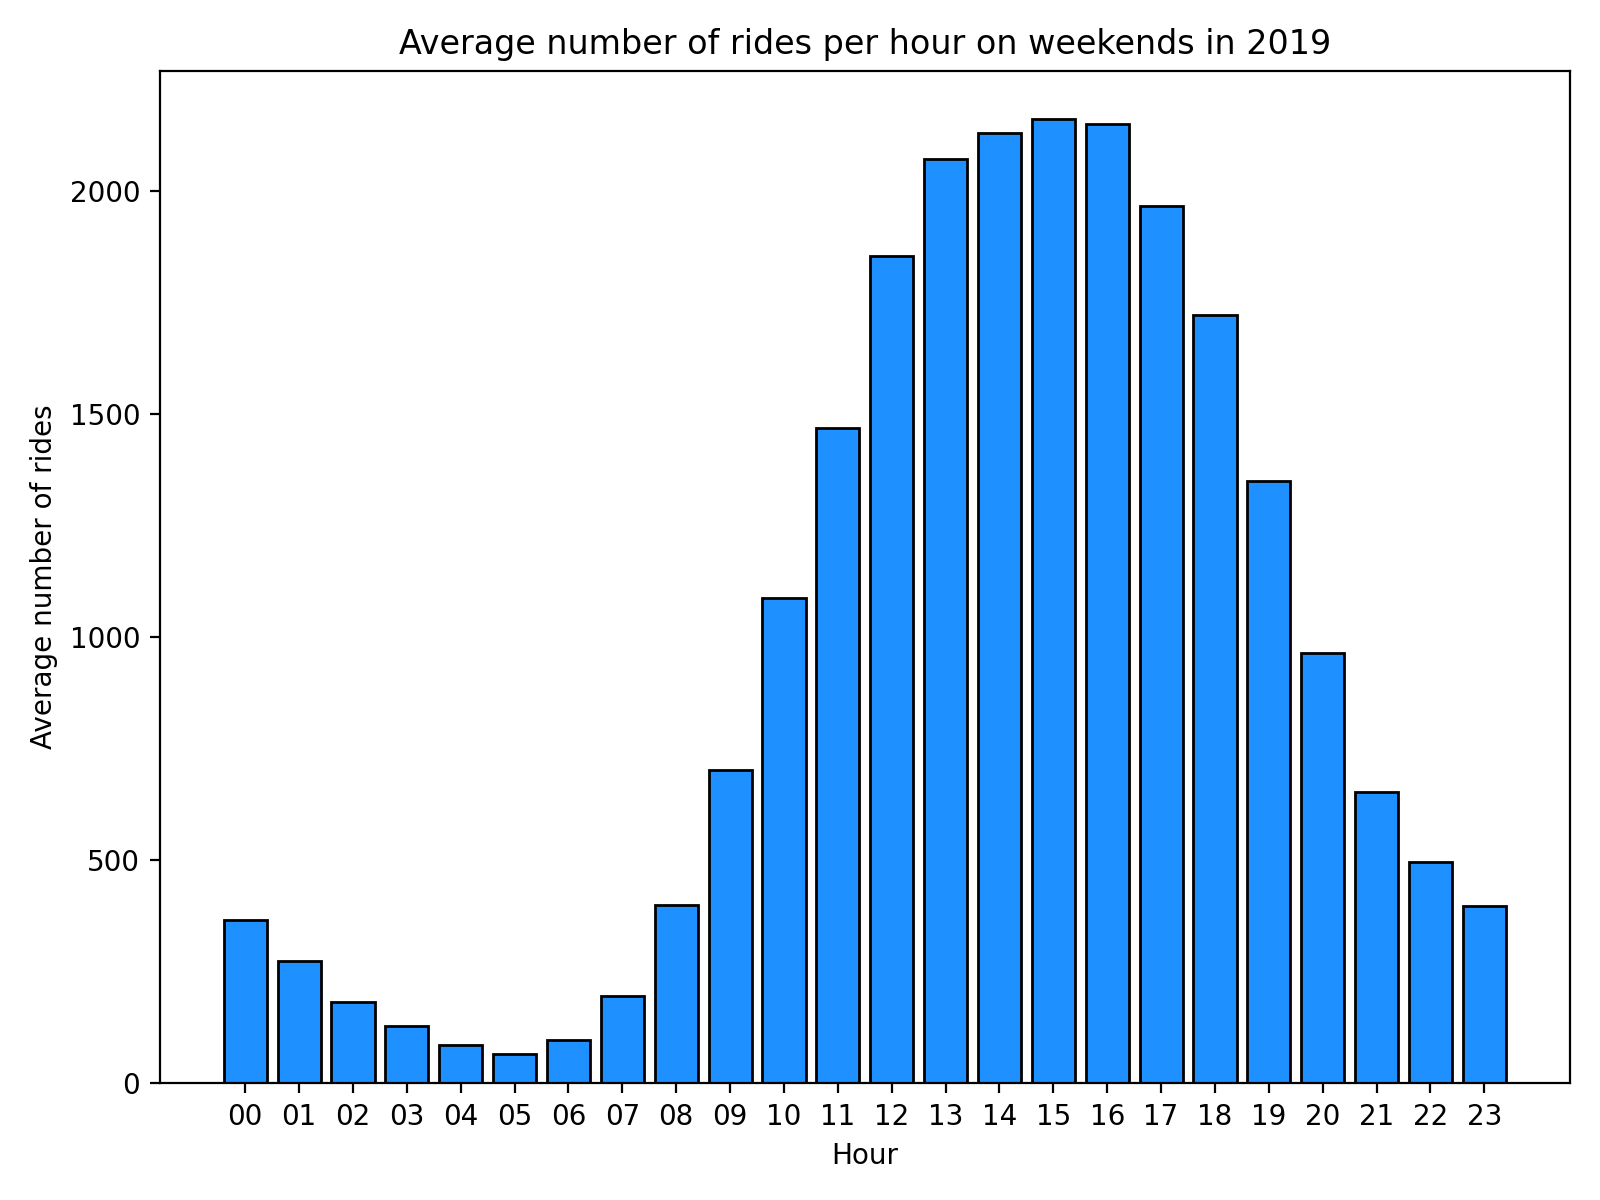 Average number of rides per hour on weekends in 2019
Average number of rides
2000
1500
1000
500
0
00 01 02 03 04 05 06 07 08 09 10 11 12 13 14 15 16 17 18 19 20 21 22 23
Hour